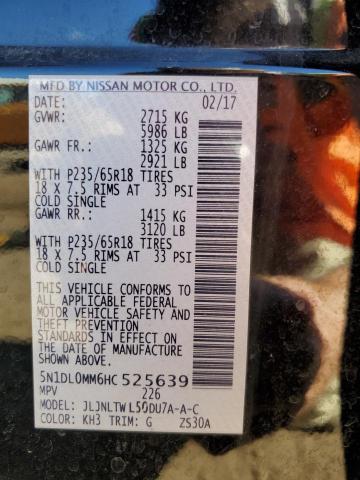 MFD BY NISSAN MOTOR CO., LTD.
DATE: 02/17
GVWR: 2715 KG
5986 LB
GAWR FR: 1325 KG
2921 LB
WITH P235/65R18 TIRES
18 X 7.5 RIMS AT 33 PSI
COLD SINGLE
GAWR RR: 1415 KG
3120 LB
WITH P235/65R18 TIRES
18 X 7.5 RIMS AT 33 PSI
COLD SINGLE
THIS VEHICLE CONFORMS TO
ALL APPLICABLE FEDERAL
MOTOR VEHICLE SAFETY AND
THEFT PREVENTION
STANDARDS IN EFFECT ON
THE DATE OF MANUFACTURE
SHOWN ABOVE.
5N1DL0MM6HC525639
MPV 226
MODEL: JLJNLTWL50DU7A-A-C
COLOR: KH3 TRIM: G ZS30A